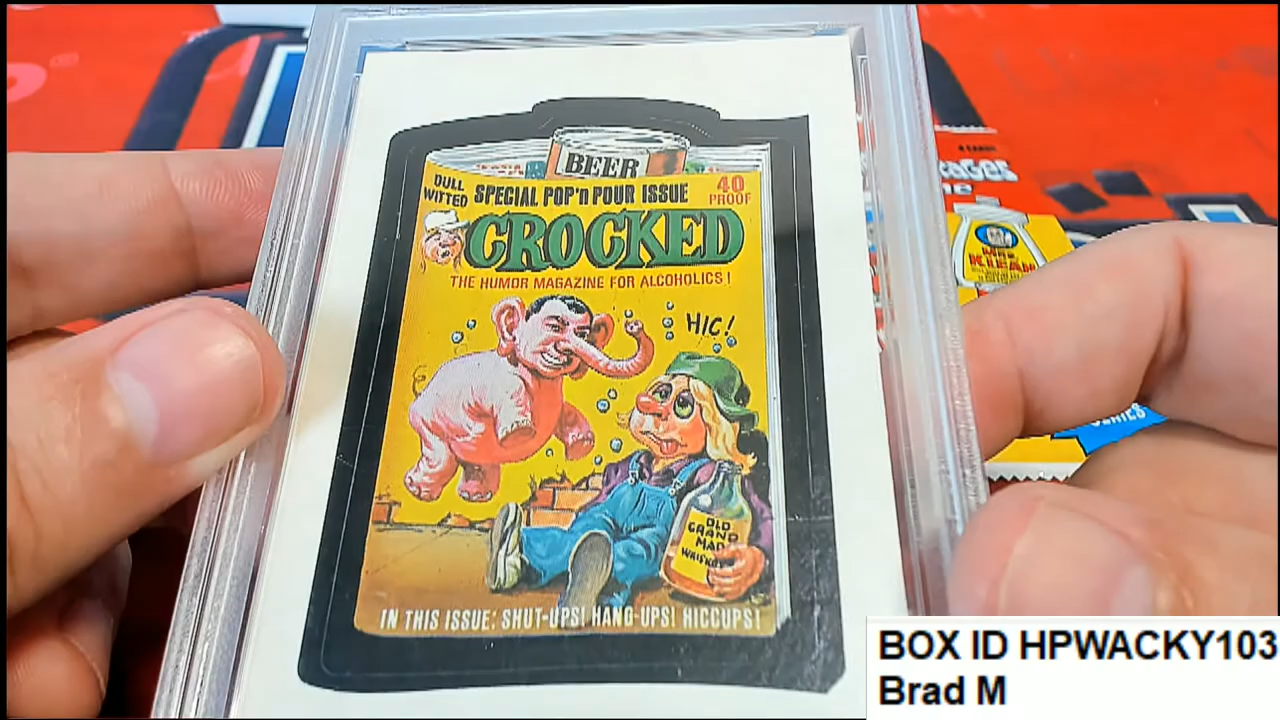 BEER
DULL WITTED
SPECIAL POP'n POUR ISSUE
40 PROOF
CROCKED
THE HUMOR MAGAZINE FOR ALCOHOLICS!
HIC!
OLD
GRAND
MAD
WHISKEY
IN THIS ISSUE: SHUT-UPS! HANG-UPS! HICCUPS!
SERIES
BOX ID HPWACKY103
Brad M